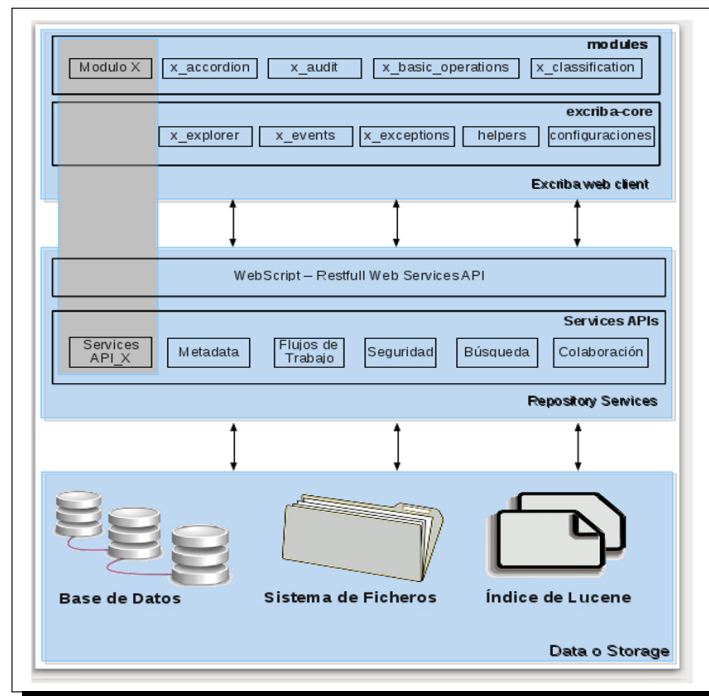 modules
Modulo X x_accordion x_audit x_basic_operations x_classification
excriba-core
x_explorer x_events x_exceptions helpers configuraciones
Excriba web client
WebScript – Restfull Web Services API
Services APIs
Services API_X Metadata Flujos de Trabajo Seguridad Búsqueda Colaboración
Repository Services
Base de Datos Sistema de Ficheros Índice de Lucene
Data o Storage